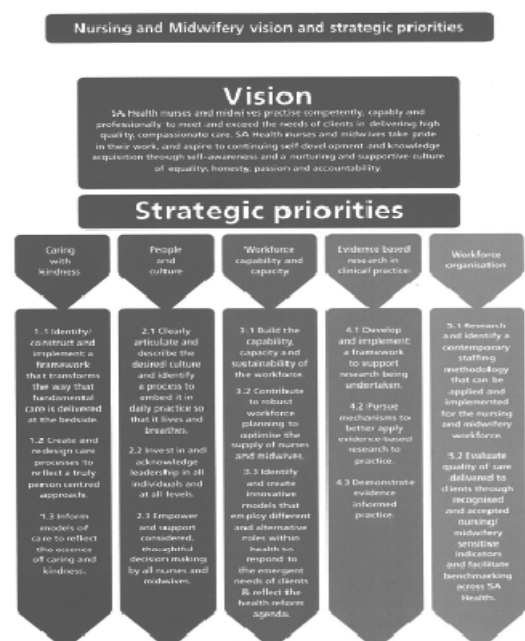 Nursing and Midwifery vision and strategic priorities
Vision
SA Health nurses and midwives practise competently, capably and
professionally to meet and exceed the needs of clients in delivering high
quality, compassionate care. SA Health nurses and midwives take pride
in their work, and aspire to continuing self development and knowledge
acquisition through self-awareness and a nurturing and supportive culture
of equality, honesty, passion and accountability.
Strategic priorities
Caring
with
kindness
1.1 Identify/
construct and
implement a
framework
that transforms
the way that
fundamental
care is delivered
at the bedside.
1.2 Create and
redesign care
processes to
reflect a truly
person centred
approach.
1.3 Inform
models of
care to reflect
the essence
of caring and
kindness.
People
and
culture
2.1 Clearly
articulate and
describe the
desired culture
and identify
a process to
embed it in
daily practice so
that it lives and
breathes.
2.2 Invest in and
acknowledge
leadership in all
individuals and
at all levels.
2.3 Empower
and support
considered,
thoughtful
decision making
by all nurses and
midwives.
Workforce
capability and
capacity
3.1 Build the
capability,
capacity and
sustainability of
the workforce.
3.2 Contribute
to robust
workforce
planning to
optimise the
supply of nurses
and midwives.
3.3 Identify
and create
innovative
models that
employ different
and alternative
roles within
health to respond
to the emergent
needs of clients
& reflect the
health reform
agenda.
Evidence based
research in
clinical practice
4.1 Develop
and implement
a framework
to support
research being
undertaken.
4.2 Pursue
mechanisms to
better apply
evidence-based
research to
practice.
4.3 Demonstrate
evidence
informed
practice.
Workforce
organisation
5.1 Research
and identify a
contemporary
staffing
methodology
that can be
applied and
implemented
for the nursing
and midwifery
workforce.
5.2 Evaluate
quality of care
delivered to
clients through
recognised
and accepted
nursing/
midwifery
sensitive
indicators
and facilitate
benchmarking
across SA
Health.